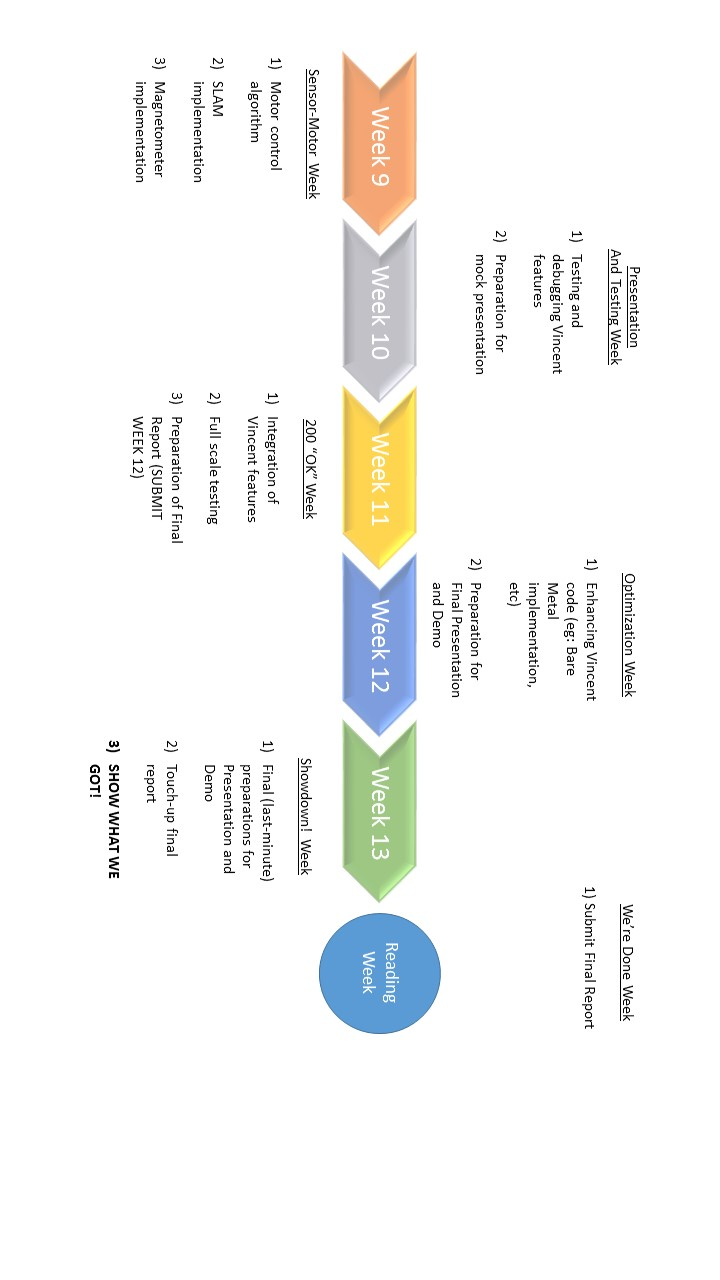 Presentation
And Testing Week
1) Testing and
debugging Vincent
features
2) Preparation for
mock presentation
Optimization Week
1) Enhancing Vincent
code (eg: Bare
Metal
implementation,
etc)
2) Preparation for
Final Presentation
and Demo
We're Done Week
1) Submit Final Report
Week 9
Week 10
Week 11
Week 12
Week 13
Reading
Week
Sensor-Motor Week
1) Motor control
algorithm
2) SLAM
implementation
3) Magnetometer
implementation
200 “OK” Week
1) Integration of
Vincent features
2) Full scale testing
3) Preparation of Final
Report (SUBMIT
WEEK 12)
Showdown! Week
1) Final (last-minute)
preparations for
Presentation and
Demo
2) Touch-up final
report
3) SHOW WHAT WE
GOT!